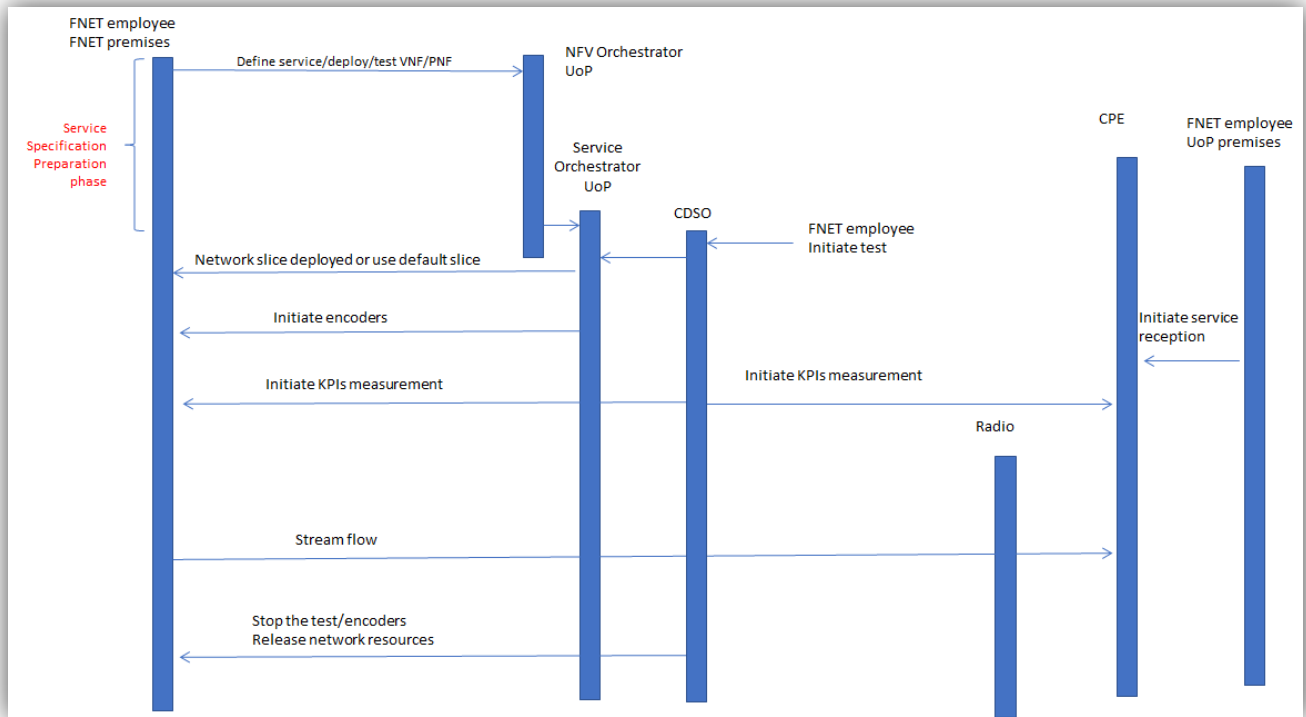 FNET employee
FNET premises
Define service/deploy/test VNF/PNF
NFV Orchestrator
UoP
Service
Specification
Preparation
phase
CPE
FNET employee
UoP premises
Service
Orchestrator
UoP
CDSO
FNET employee
Initiate test
Network slice deployed or use default slice
Initiate encoders
Initiate service
reception
Initiate KPIs measurement
Initiate KPIs measurement
Radio
Stream flow
Stop the test/encoders
Release network resources